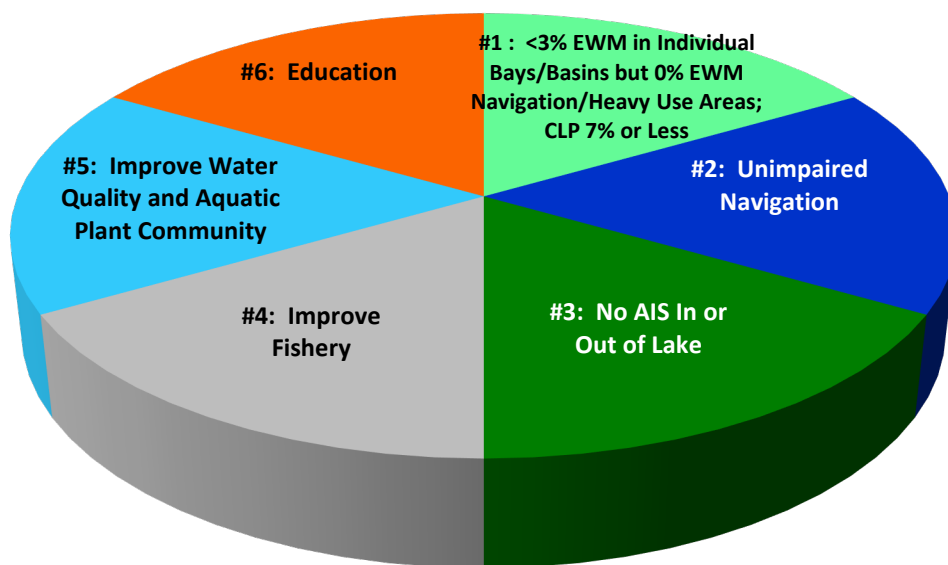 #1 :  <3% EWM in Individual
Bays/Basins but 0% EWM
Navigation/Heavy Use Areas;
CLP 7% or Less
#2:  Unimpaired
Navigation
#3:  No AIS In or
Out of Lake
#4:  Improve
Fishery
#5:  Improve Water
Quality and Aquatic
Plant Community
#6:  Education